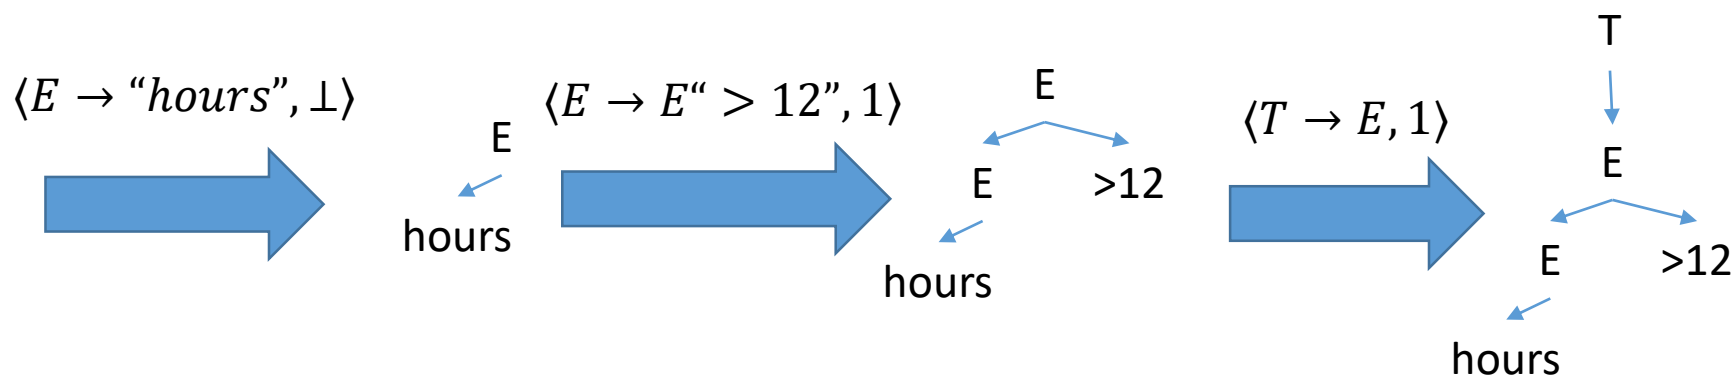 ⟨E → “hours”, ⊥⟩
E
hours
⟨E → E“ > 12”, 1⟩
E
E >12
hours
⟨T → E, 1⟩
T
E
E >12
hours